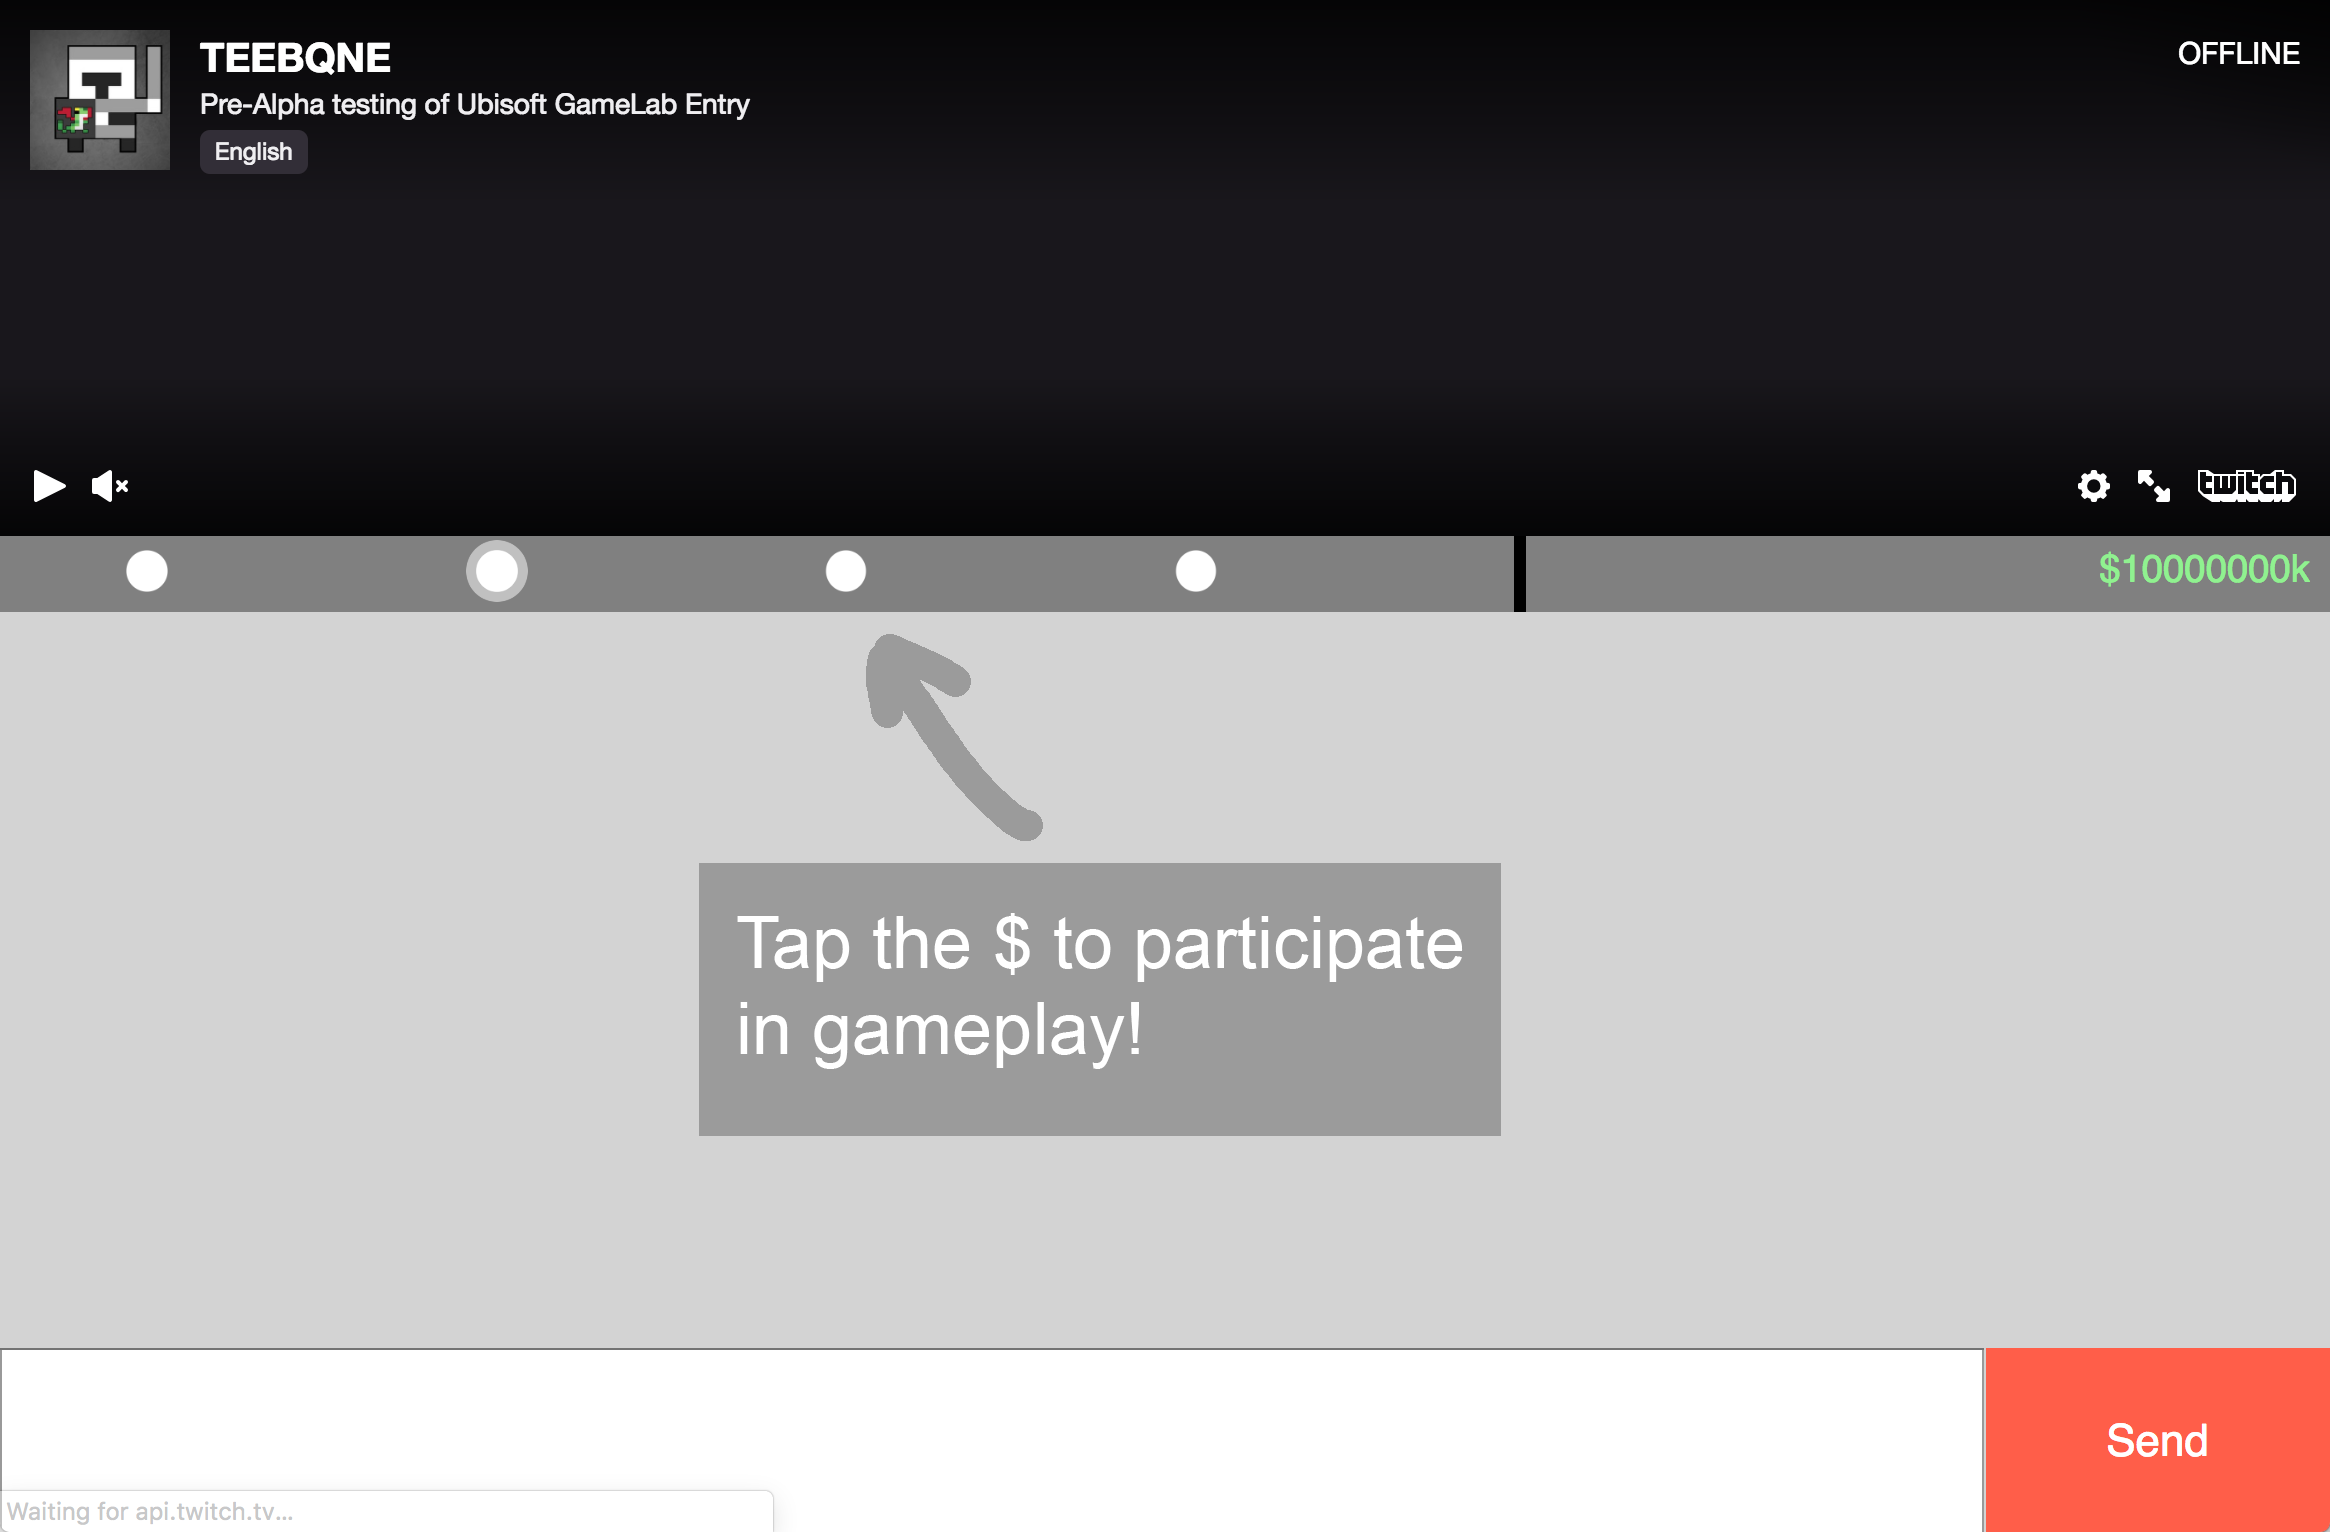 TEEBQNE
OFFLINE
Pre-Alpha testing of Ubisoft GameLab Entry
English
twitch
$10000000k
Tap the $ to participate
in gameplay!
Send
Waiting for api.twitch.tv...